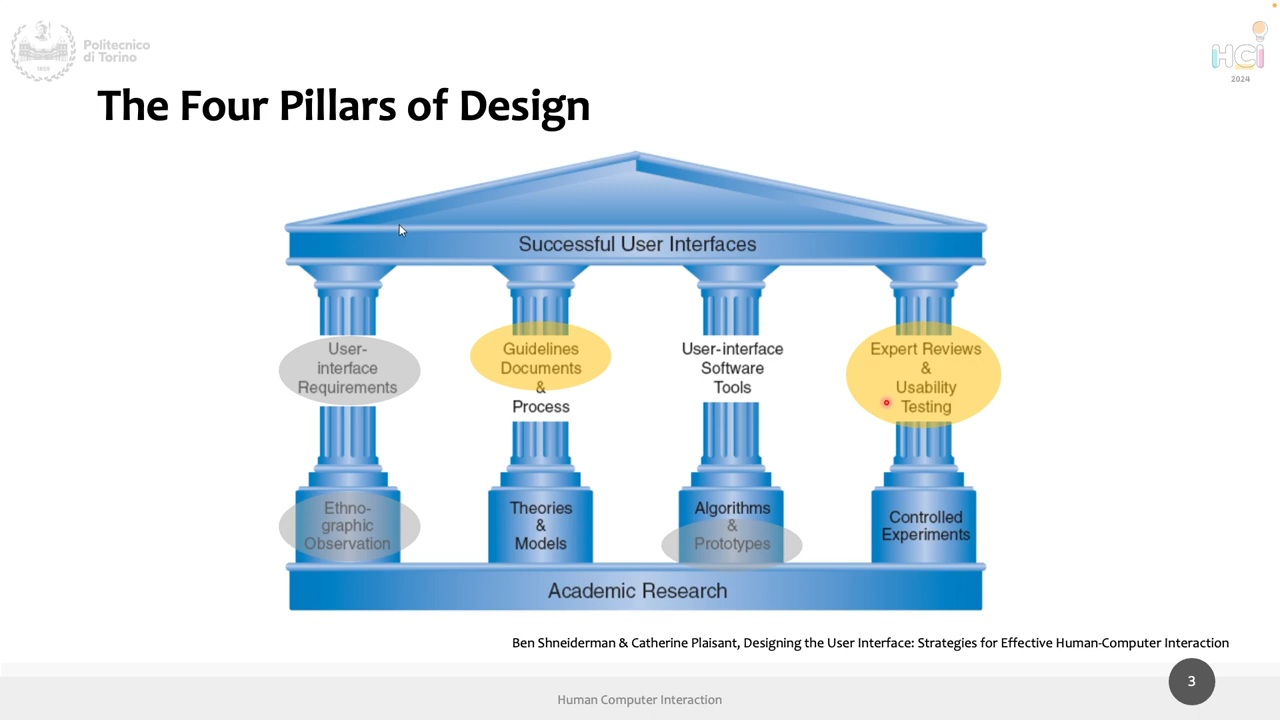 Politecnico
di Torino
1859
HCI
2024
The Four Pillars of Design
Successful User Interfaces
User-
interface
Requirements
Guidelines
Documents
&
Process
User-interface
Software
Tools
Expert Reviews
&
Usability
Testing
Ethno-
graphic
Observation
Theories
&
Models
Algorithms
&
Prototypes
Controlled
Experiments
Academic Research
Ben Shneiderman & Catherine Plaisant, Designing the User Interface: Strategies for Effective Human-Computer Interaction
Human Computer Interaction
3